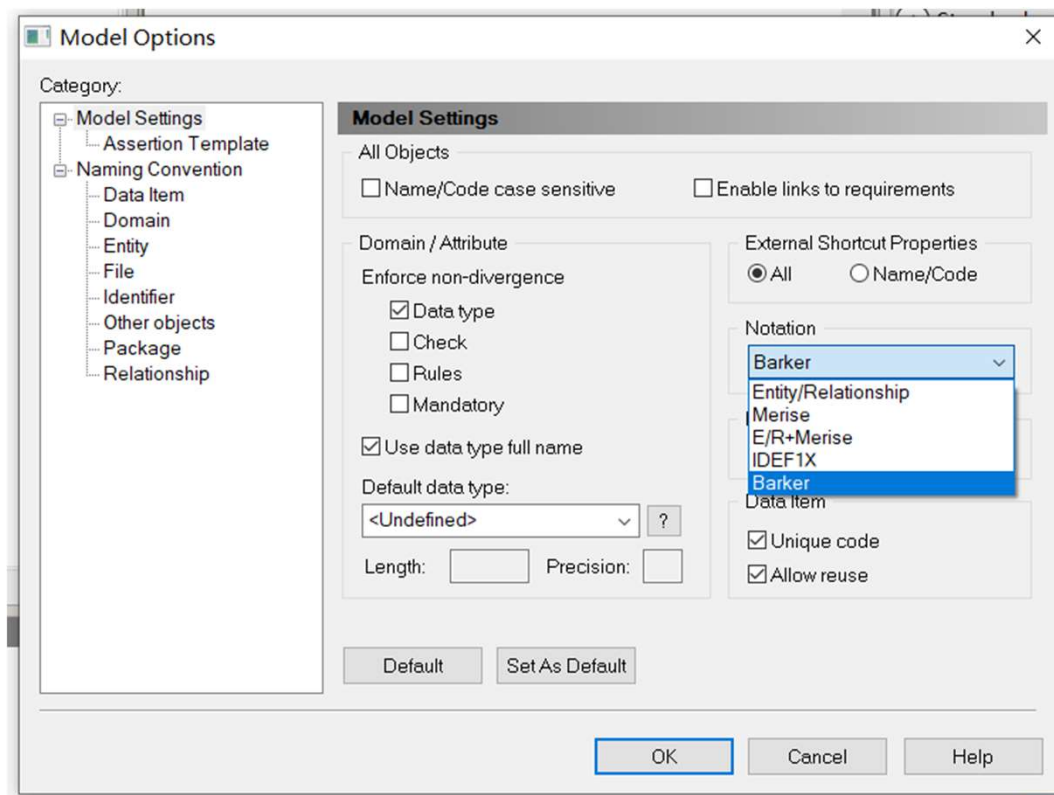 Model Options
Category:
Model Settings
Assertion Template
Naming Convention
Data Item
Domain
Entity
File
Identifier
Other objects
Package
Relationship
Model Settings
All Objects
Name/Code case sensitive
Enable links to requirements
Domain / Attribute
Enforce non-divergence
Data type
Check
Rules
Mandatory
Use data type full name
Default data type:
<Undefined>
?
Length:
Precision:
External Shortcut Properties
All
Name/Code
Notation
Barker
Entity/Relationship
Merise
E/R+Merise
IDEF1X
Barker
Data Item
Unique code
Allow reuse
Default
Set As Default
OK
Cancel
Help